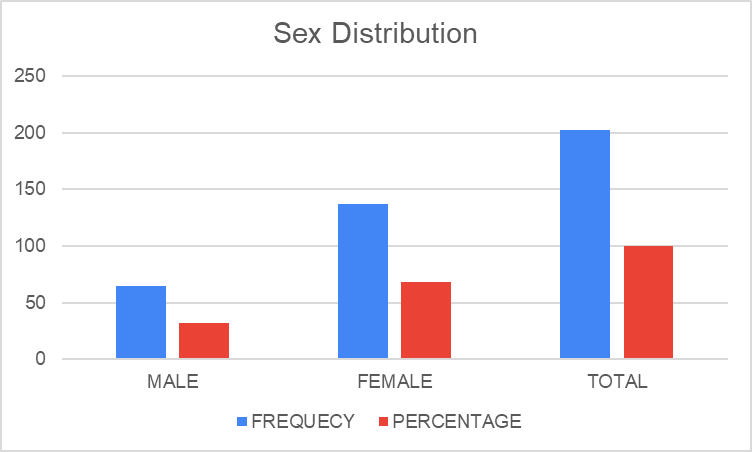 Sex Distribution
250
200
150
100
50
0
MALE FEMALE TOTAL
FREQUECY PERCENTAGE